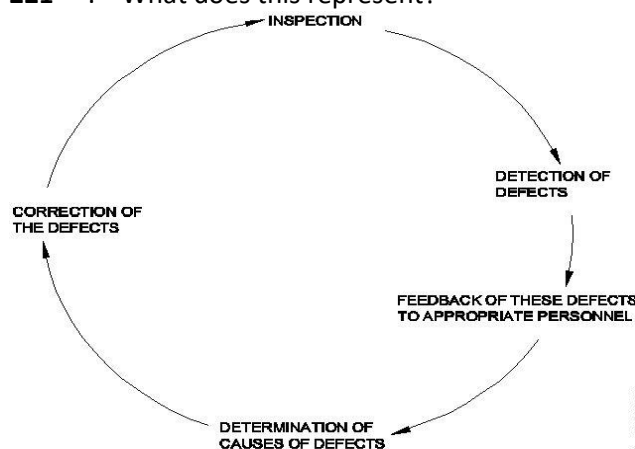 What does this represent?
INSPECTION
DETECTION OF
DEFECTS
FEEDBACK OF THESE DEFECTS
TO APPROPRIATE PERSONNEL
DETERMINATION OF
CAUSES OF DEFECTS
CORRECTION OF
THE DEFECTS